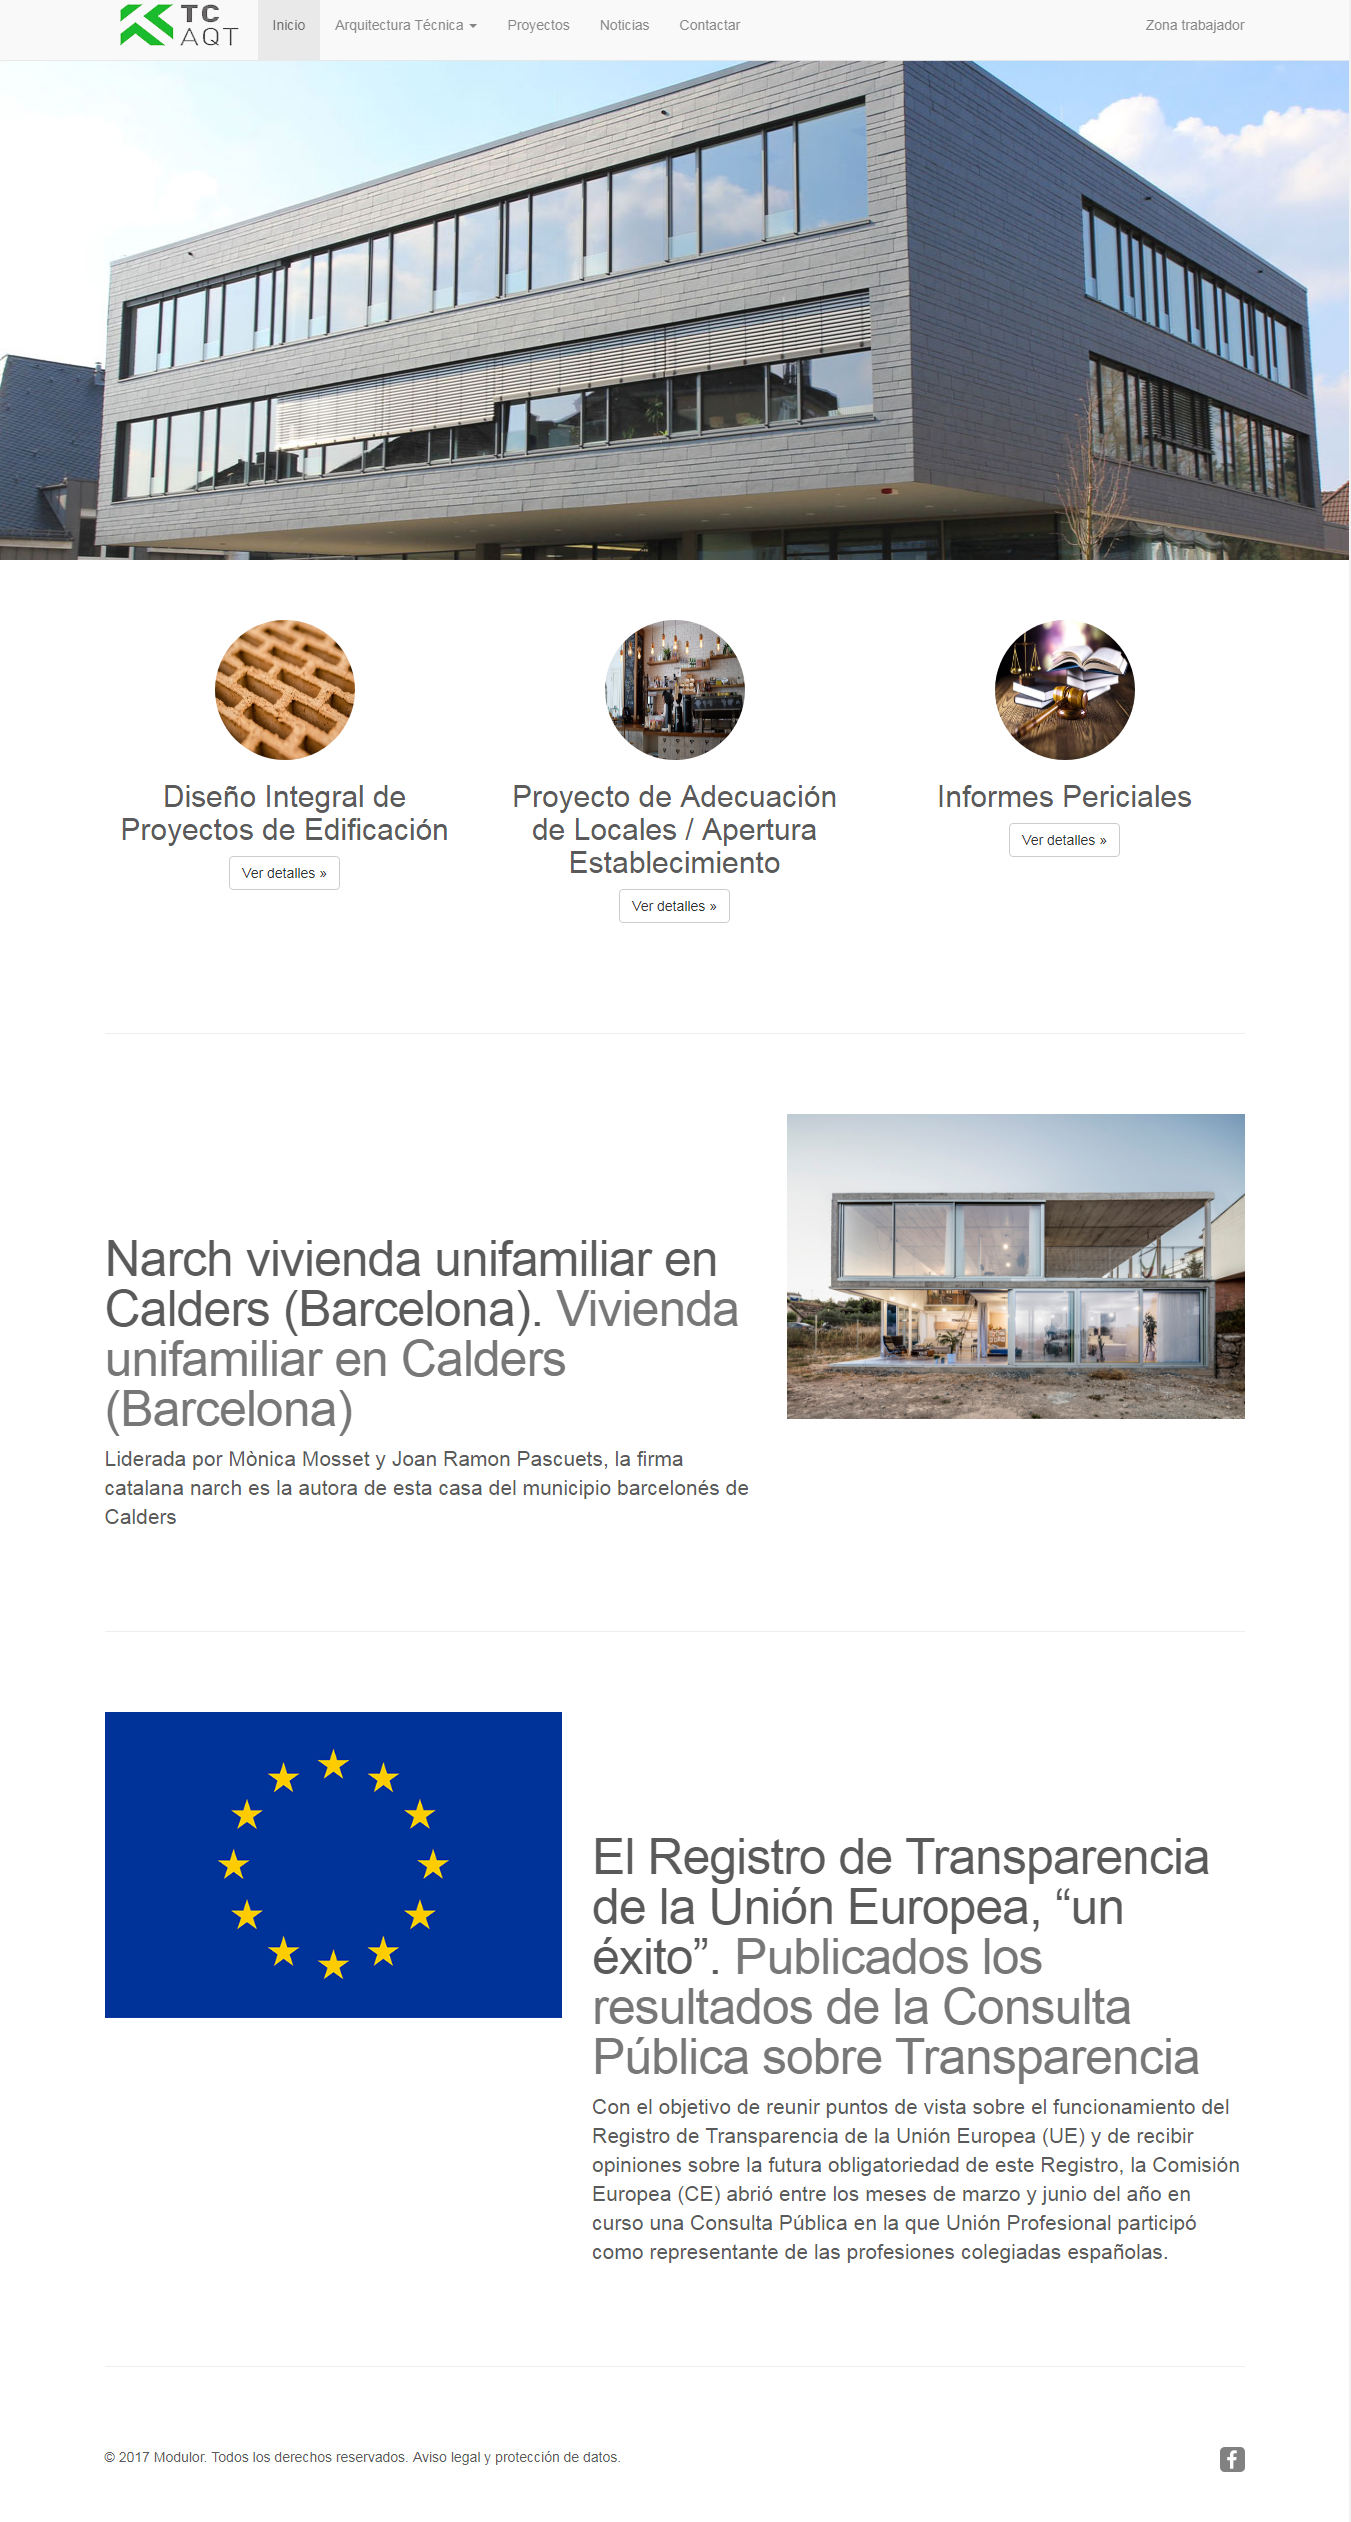 TC
AQT
Inicio Arquitectura Técnica Proyectos Noticias Contactar Zona trabajador
Diseño Integral de
Proyectos de Edificación
Ver detalles »
Proyecto de Adecuación
de Locales / Apertura
Establecimiento
Ver detalles »
Informes Periciales
Ver detalles »
Narch vivienda unifamiliar en
Calders (Barcelona). Vivienda
unifamiliar en Calders
(Barcelona)
Liderada por Mònica Mosset y Joan Ramon Pascuets, la firma
catalana narch es la autora de esta casa del municipio barcelonés de
Calders
El Registro de Transparencia
de la Unión Europea, “un
éxito”. Publicados los
resultados de la Consulta
Pública sobre Transparencia
Con el objetivo de reunir puntos de vista sobre el funcionamiento del
Registro de Transparencia de la Unión Europea (UE) y de recibir
opiniones sobre la futura obligatoriedad de este Registro, la Comisión
Europea (CE) abrió entre los meses de marzo y junio del año en
curso una Consulta Pública en la que Unión Profesional participó
como representante de las profesiones colegiadas españolas.
© 2017 Modulor. Todos los derechos reservados. Aviso legal y protección de datos.